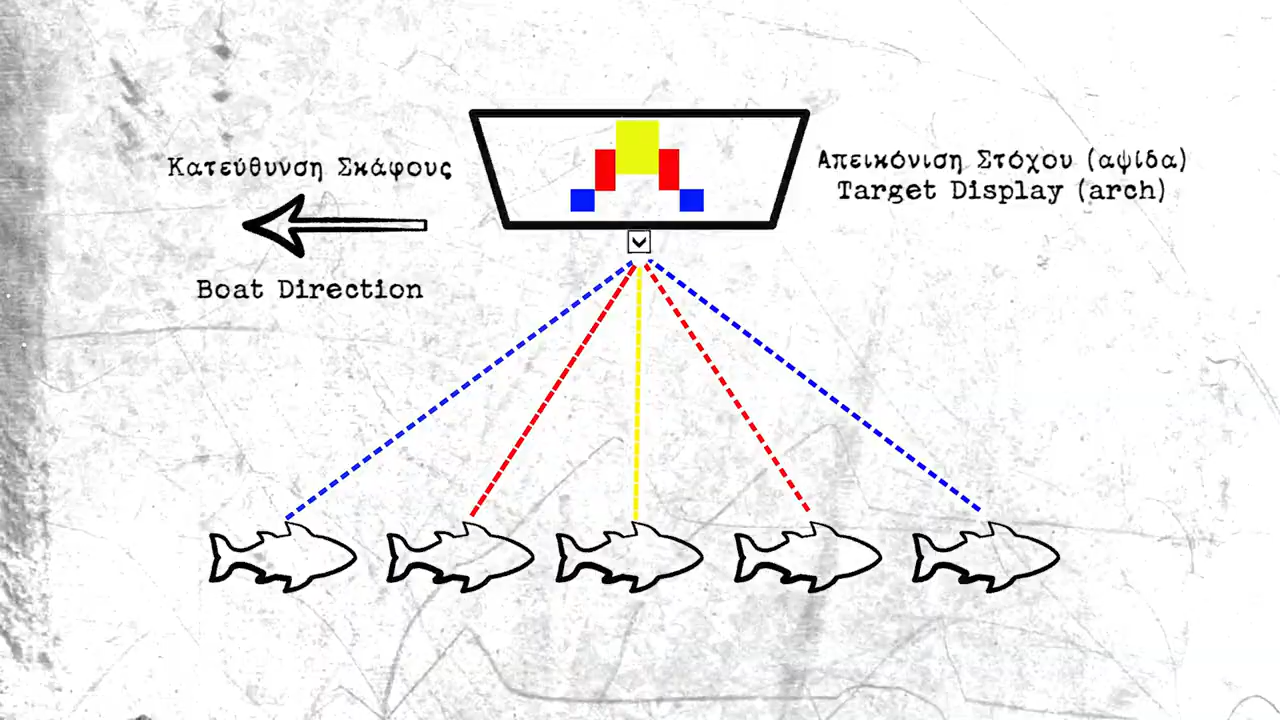 Κατεύθυνση Σκάφους
Boat Direction
Απεικόνιση Στόχου (αψίδα)
Target Display (arch)